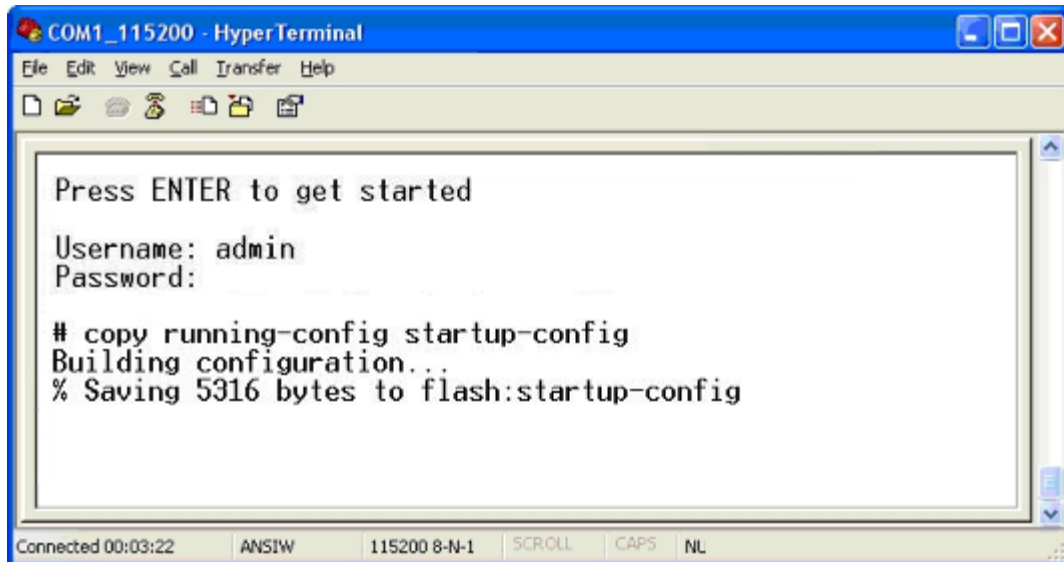 COM1_115200 - HyperTerminal
File Edit View Call Transfer Help
Press ENTER to get started
Username: admin
Password:
# copy running-config startup-config
Building configuration...
% Saving 5316 bytes to flash:startup-config
Connected 00:03:22 ANSIW 115200 8-N-1 SCROLL CAPS NU